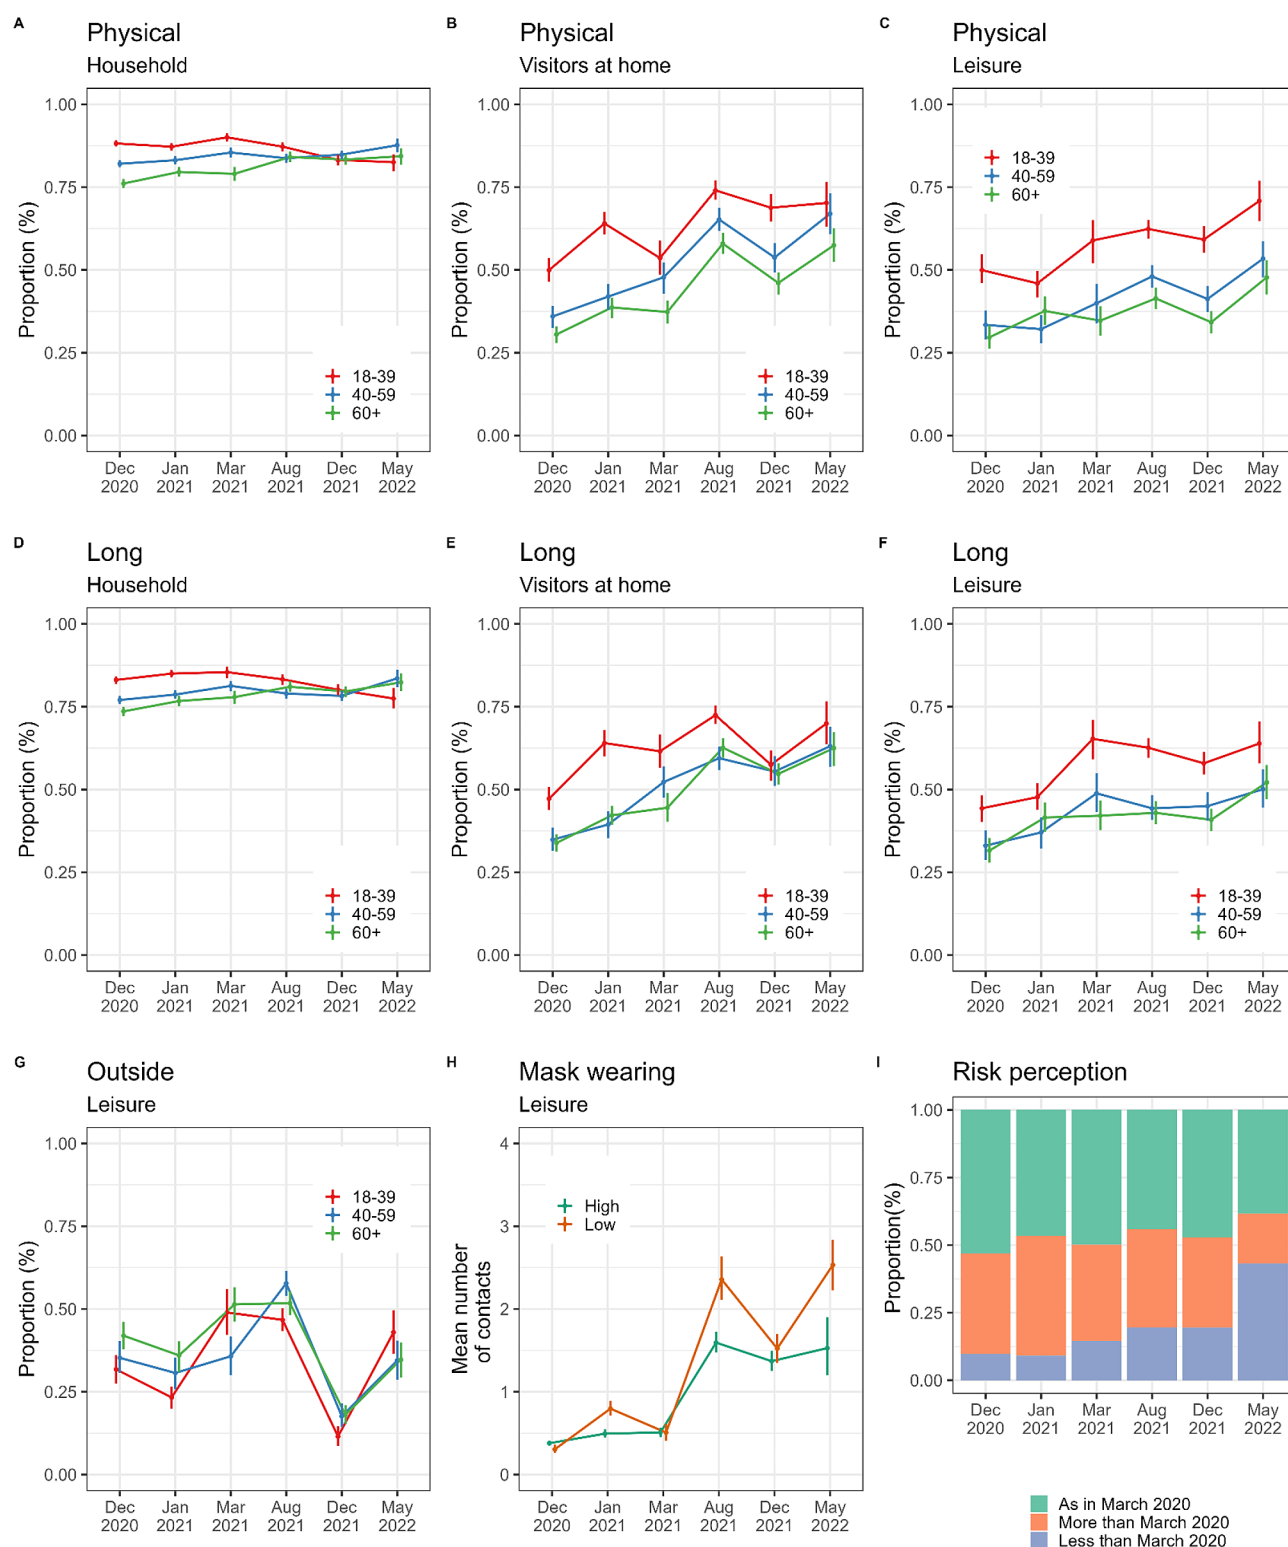 A
Physical
Household
Proportion (%)
1.00
0.75
0.50
0.25
0.00
18-39
40-59
60+
Dec Jan Mar Aug Dec May
2020 2021 2021 2021 2021 2022
B
Physical
Visitors at home
Proportion (%)
1.00
0.75
0.50
0.25
0.00
18-39
40-59
60+
Dec Jan Mar Aug Dec May
2020 2021 2021 2021 2021 2022
C
Physical
Leisure
Proportion (%)
1.00
0.75
0.50
0.25
0.00
18-39
40-59
60+
Dec Jan Mar Aug Dec May
2020 2021 2021 2021 2021 2022
D
Long
Household
Proportion (%)
1.00
0.75
0.50
0.25
0.00
18-39
40-59
60+
Dec Jan Mar Aug Dec May
2020 2021 2021 2021 2021 2022
E
Long
Visitors at home
Proportion (%)
1.00
0.75
0.50
0.25
0.00
18-39
40-59
60+
Dec Jan Mar Aug Dec May
2020 2021 2021 2021 2021 2022
F
Long
Leisure
Proportion (%)
1.00
0.75
0.50
0.25
0.00
18-39
40-59
60+
Dec Jan Mar Aug Dec May
2020 2021 2021 2021 2021 2022
G
Outside
Leisure
Proportion (%)
1.00
0.75
0.50
0.25
0.00
18-39
40-59
60+
Dec Jan Mar Aug Dec May
2020 2021 2021 2021 2021 2022
H
Mask wearing
Leisure
Mean number
of contacts
4
3
2
1
0
High
Low
Dec Jan Mar Aug Dec May
2020 2021 2021 2021 2021 2022
I
Risk perception
Proportion(%)
1.00
0.75
0.50
0.25
0.00
Dec Jan Mar Aug Dec May
2020 2021 2021 2021 2021 2022
As in March 2020
More than March 2020
Less than March 2020